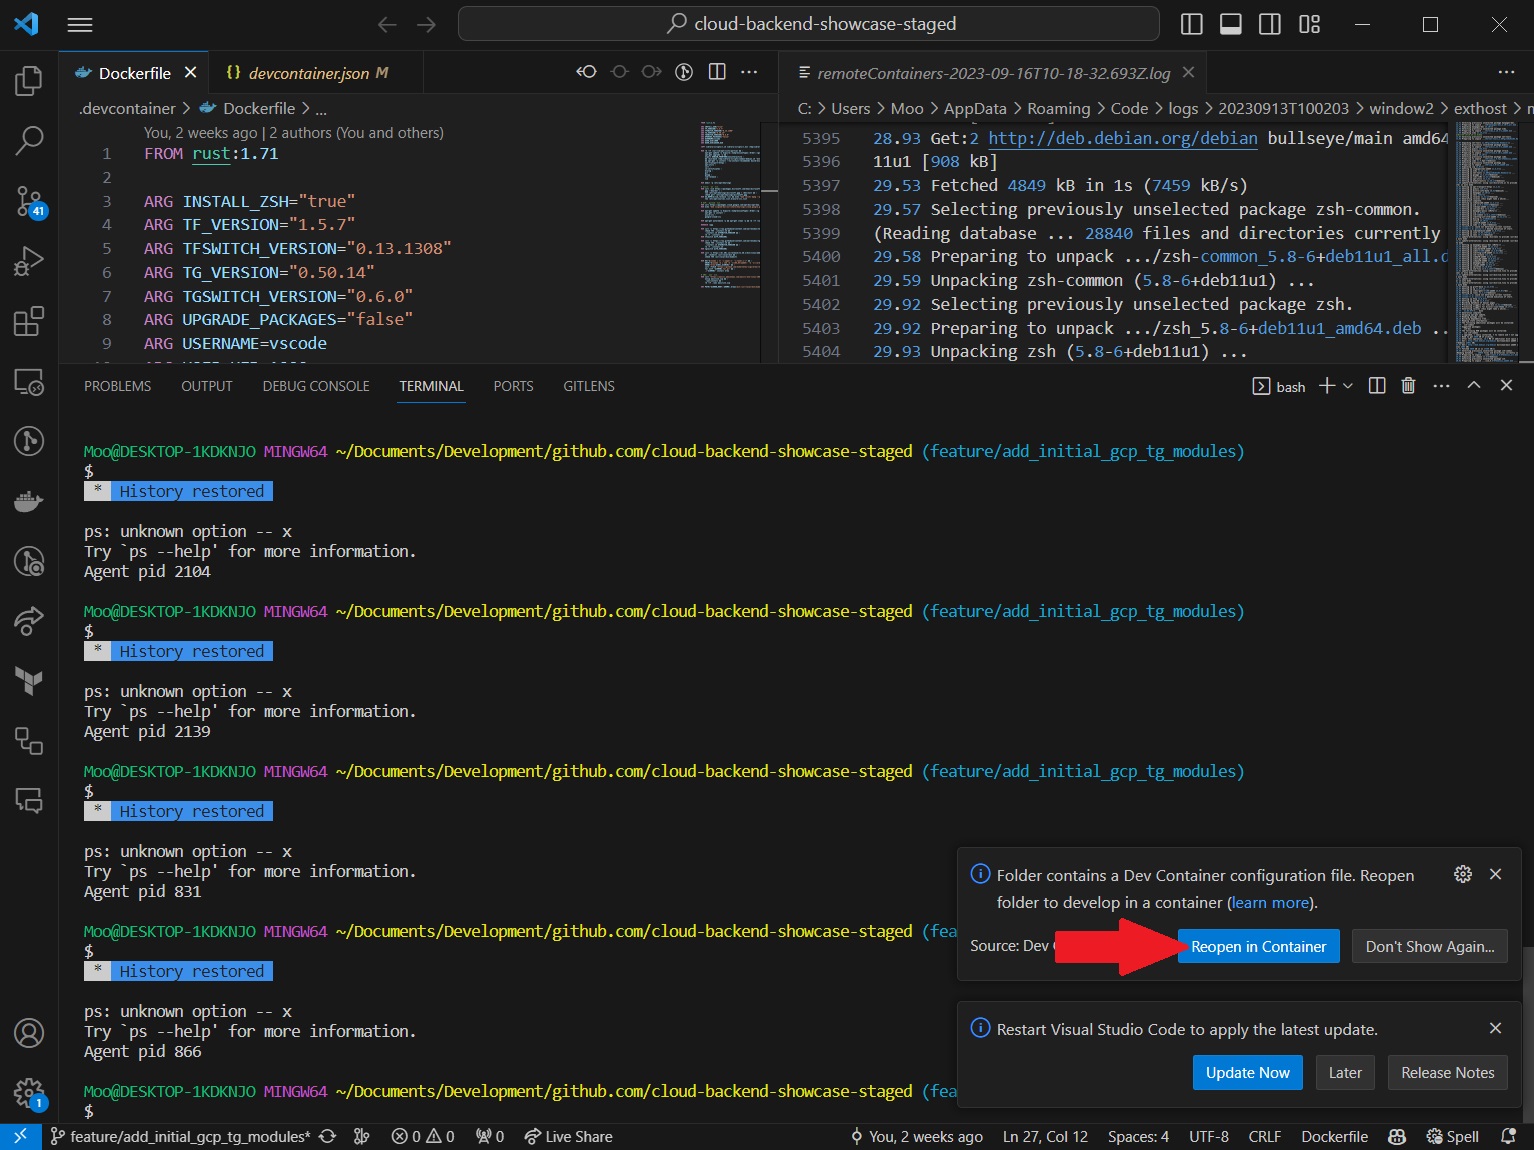 cloud-backend-showcase-staged
Dockerfile
devcontainer.json M
remoteContainers-2023-09-16T10-18-32.693Z.log
.devcontainer > Dockerfile > ...
C: > Users > Moo > AppData > Roaming > Code > logs > 20230913T100203 > window2 > exthost >
You, 2 weeks ago | 2 authors (You and others)
1 FROM rust:1.71
2
3 ARG INSTALL_ZSH="true"
4 ARG TF_VERSION="1.5.7"
5 ARG TFSWITCH_VERSION="0.13.1308"
6 ARG TG_VERSION="0.50.14"
7 ARG TGSWITCH_VERSION="0.6.0"
8 ARG UPGRADE_PACKAGES="false"
9 ARG USERNAME=vscode
5395 28.93 Get:2 http://deb.debian.org/debian bullseye/main amd64
5396 11u1 [908 kB]
5397 29.53 Fetched 4849 kB in 1s (7459 kB/s)
5398 29.57 Selecting previously unselected package zsh-common.
5399 (Reading database ... 28840 files and directories currently
5400 29.58 Preparing to unpack .../zsh-common_5.8-6+deb11u1_all.d
5401 29.59 Unpacking zsh-common (5.8-6+deb11u1) ...
5402 29.92 Selecting previously unselected package zsh.
5403 29.92 Preparing to unpack .../zsh_5.8-6+deb11u1_amd64.deb ..
5404 29.93 Unpacking zsh (5.8-6+deb11u1) ...
PROBLEMS OUTPUT DEBUG CONSOLE TERMINAL PORTS GITLENS
bash
Moo@DESKTOP-1KDKNJO MINGW64 ~/Documents/Development/github.com/cloud-backend-showcase-staged (feature/add_initial_gcp_tg_modules)
$
* History restored
ps: unknown option -- x
Try `ps --help' for more information.
Agent pid 2104
Moo@DESKTOP-1KDKNJO MINGW64 ~/Documents/Development/github.com/cloud-backend-showcase-staged (feature/add_initial_gcp_tg_modules)
$
* History restored
ps: unknown option -- x
Try `ps --help' for more information.
Agent pid 2139
Moo@DESKTOP-1KDKNJO MINGW64 ~/Documents/Development/github.com/cloud-backend-showcase-staged (feature/add_initial_gcp_tg_modules)
$
* History restored
ps: unknown option -- x
Try `ps --help' for more information.
Agent pid 831
Moo@DESKTOP-1KDKNJO MINGW64 ~/Documents/Development/github.com/cloud-backend-showcase-staged (fea
$
* History restored
ps: unknown option -- x
Try `ps --help' for more information.
Agent pid 866
Moo@DESKTOP-1KDKNJO MINGW64 ~/Documents/Development/github.com/cloud-backend-showcase-staged (fea
$
Folder contains a Dev Container configuration file. Reopen
folder to develop in a container (learn more).
Source: Dev
Reopen in Container
Don't Show Again...
Restart Visual Studio Code to apply the latest update.
Update Now
Later
Release Notes
41
1
feature/add_initial_gcp_tg_modules* 0 0 0 Live Share You, 2 weeks ago Ln 27, Col 12 Spaces: 4 UTF-8 CRLF Dockerfile Spell